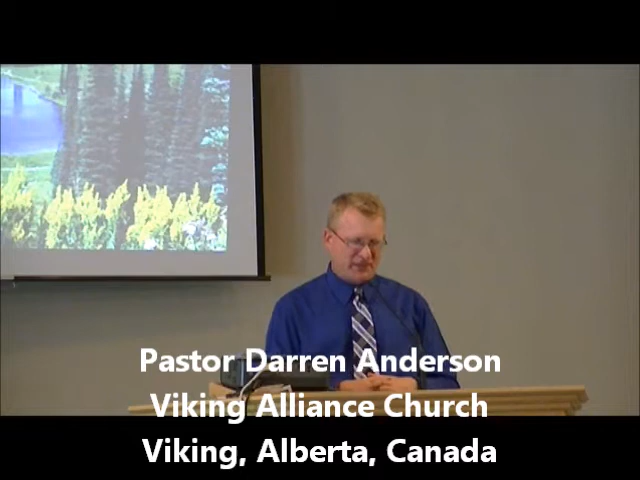 Pastor Darren Anderson
Viking Alliance Church
Viking, Alberta, Canada